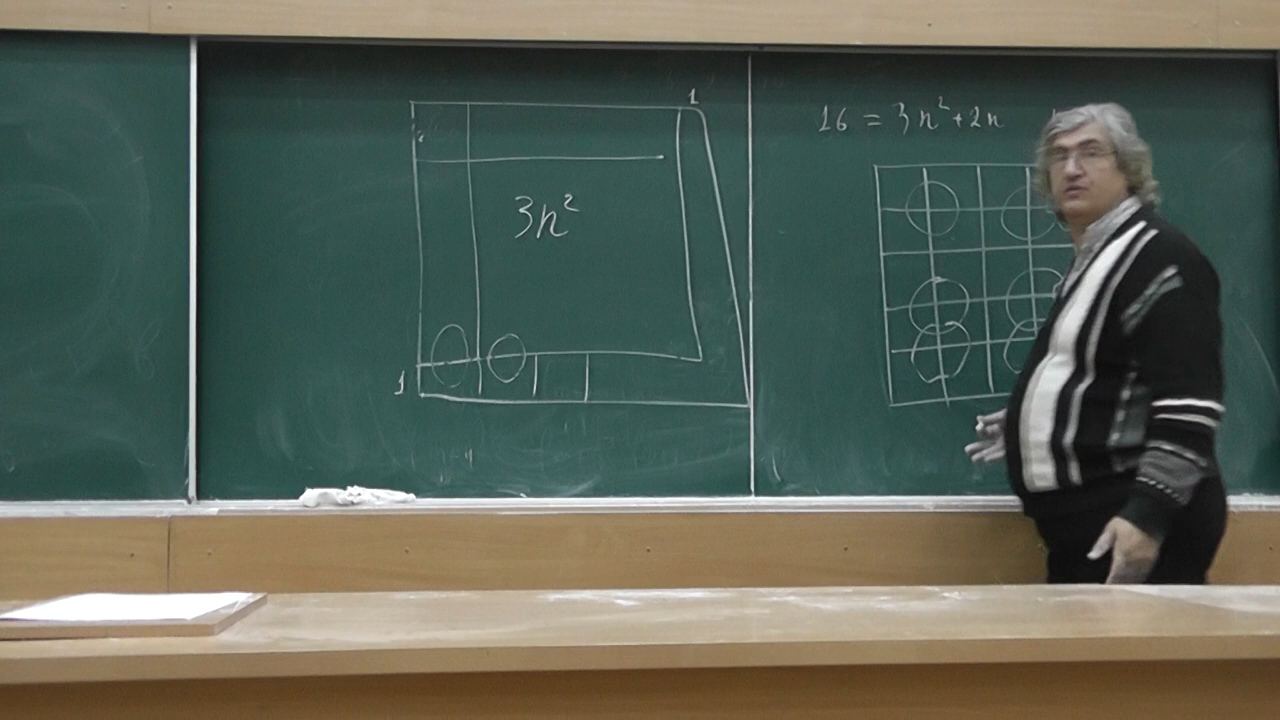 1
3n²
1
16 = 3n² + 2n